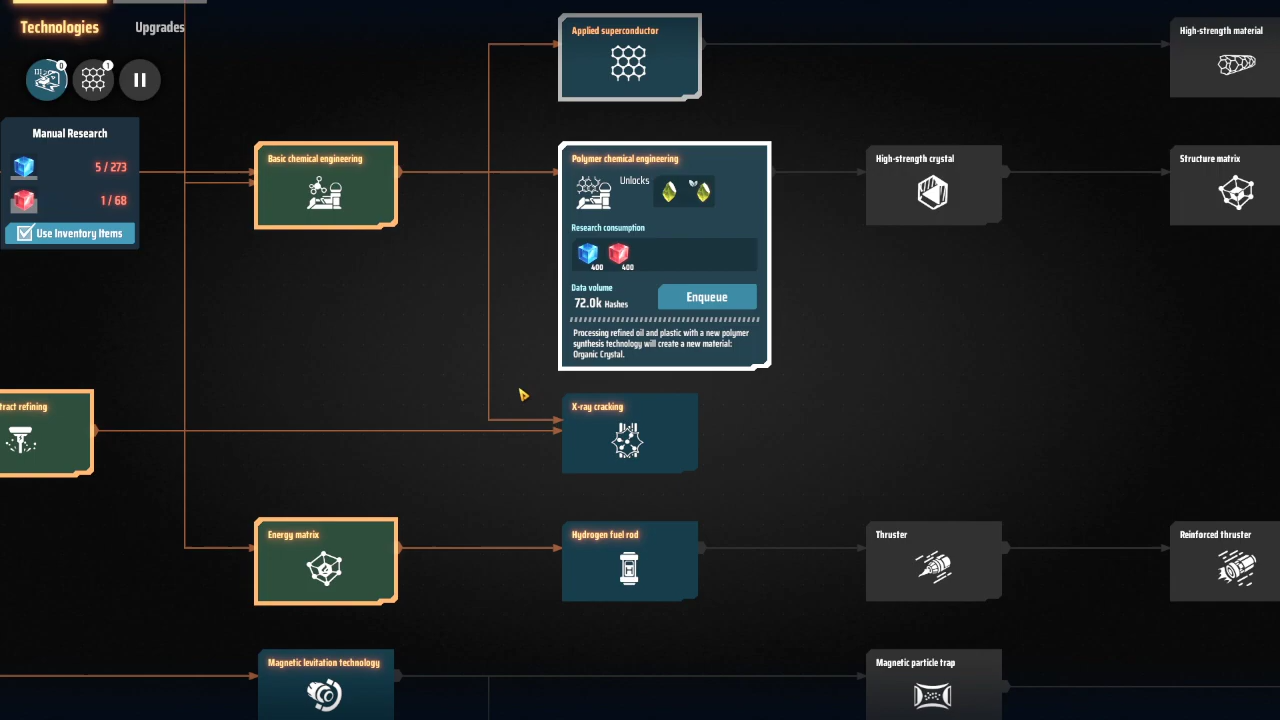 Technologies
Upgrades
0
1
Manual Research
5 / 273
1 / 68
Use Inventory Items
Applied superconductor
High-strength material
Basic chemical engineering
Polymer chemical engineering
Unlocks
Research consumption
400
400
Data volume
72.0k Hashes
Enqueue
Processing refined oil and plastic with a new polymer
synthesis technology will create a new material:
Organic Crystal.
High-strength crystal
Structure matrix
tract refining
X-ray cracking
Energy matrix
Hydrogen fuel rod
H
Thruster
Reinforced thruster
Magnetic levitation technology
Magnetic particle trap